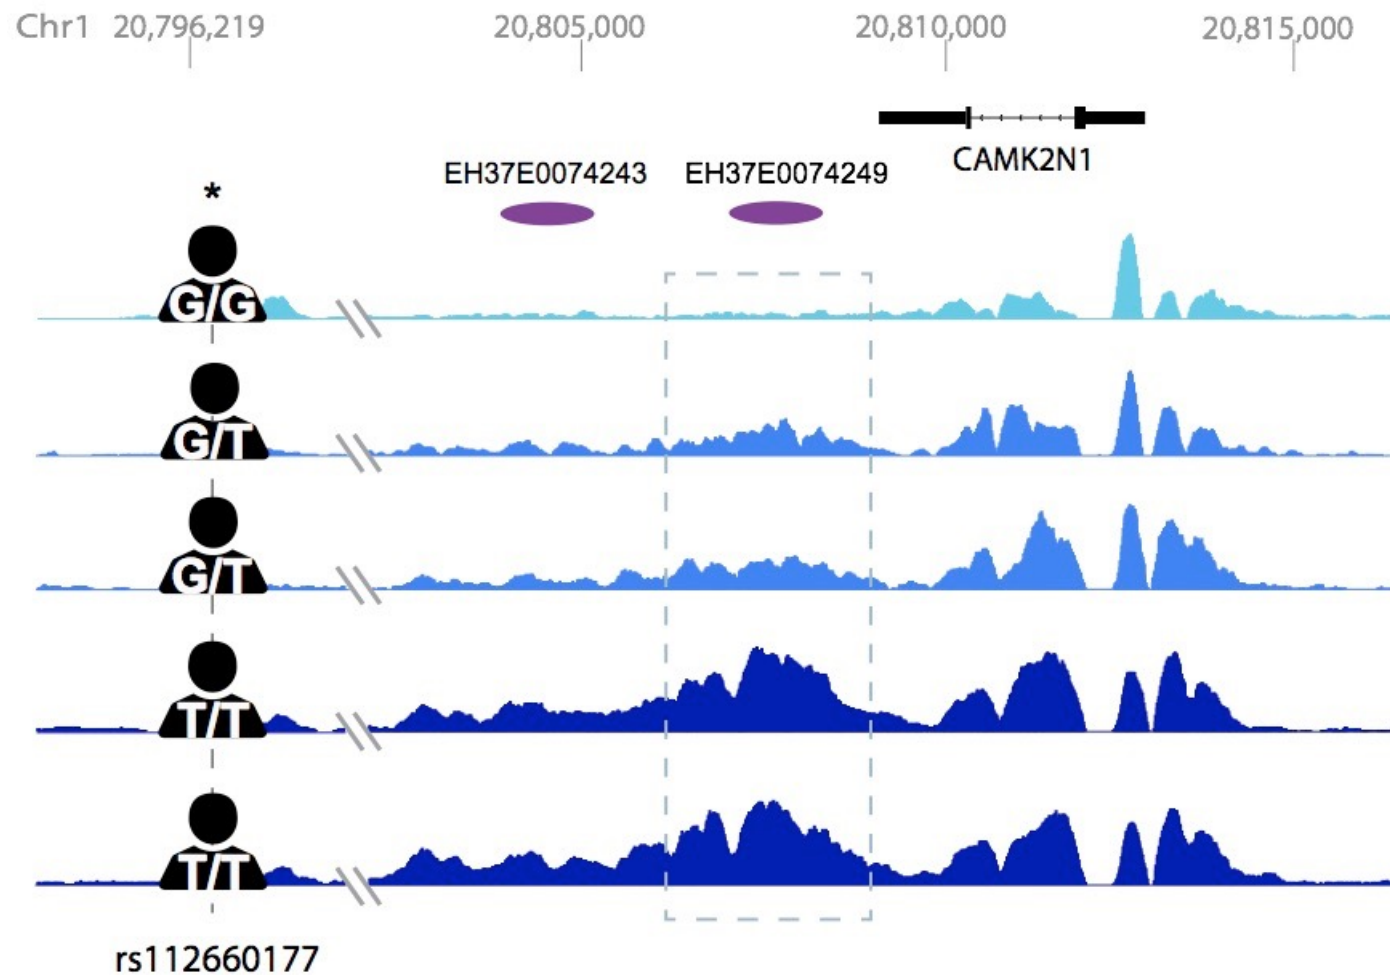 Chr1 20,796,219 20,805,000 20,810,000 20,815,000
CAMK2N1
EH37E0074243 EH37E0074249
*
G/G
G/T
G/T
T/T
T/T
rs112660177